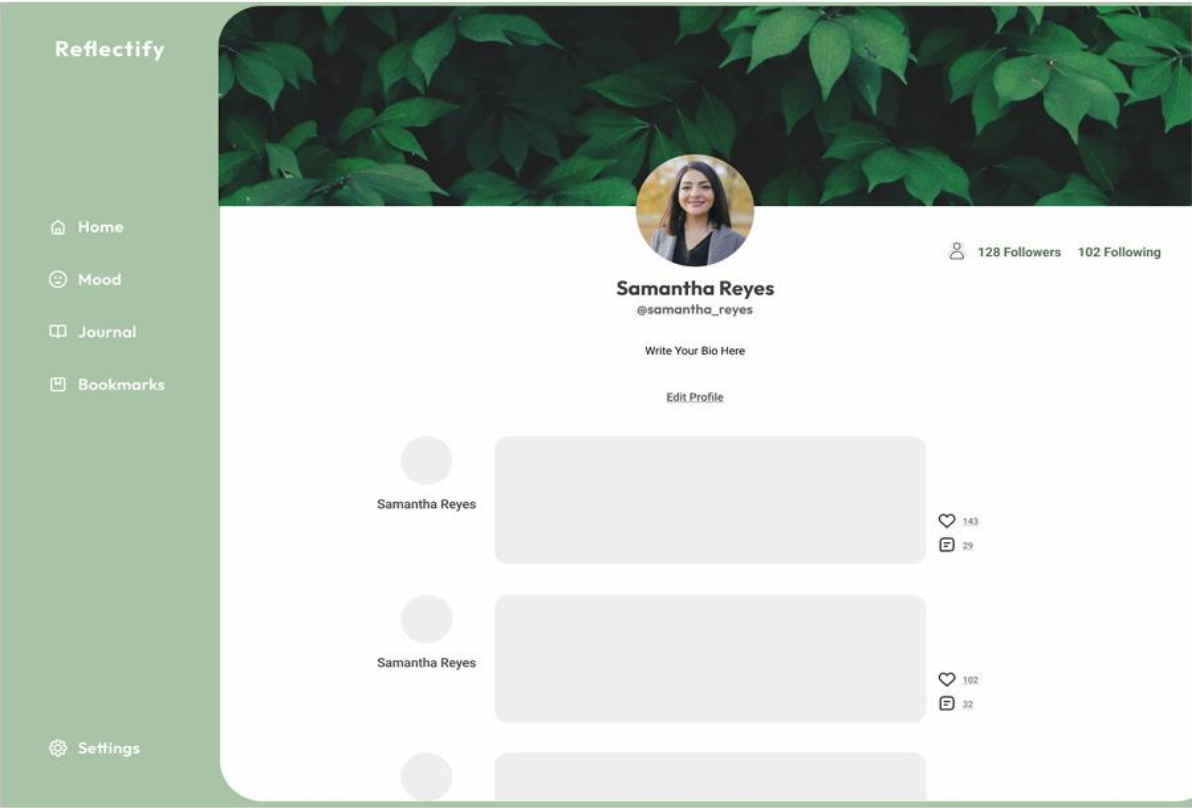 Reflectify
Home
Mood
Journal
Bookmarks
Settings
128 Followers 102 Following
Samantha Reyes
@samantha_reyes
Write Your Bio Here
Edit Profile
Samantha Reyes
143
29
Samantha Reyes
102
32